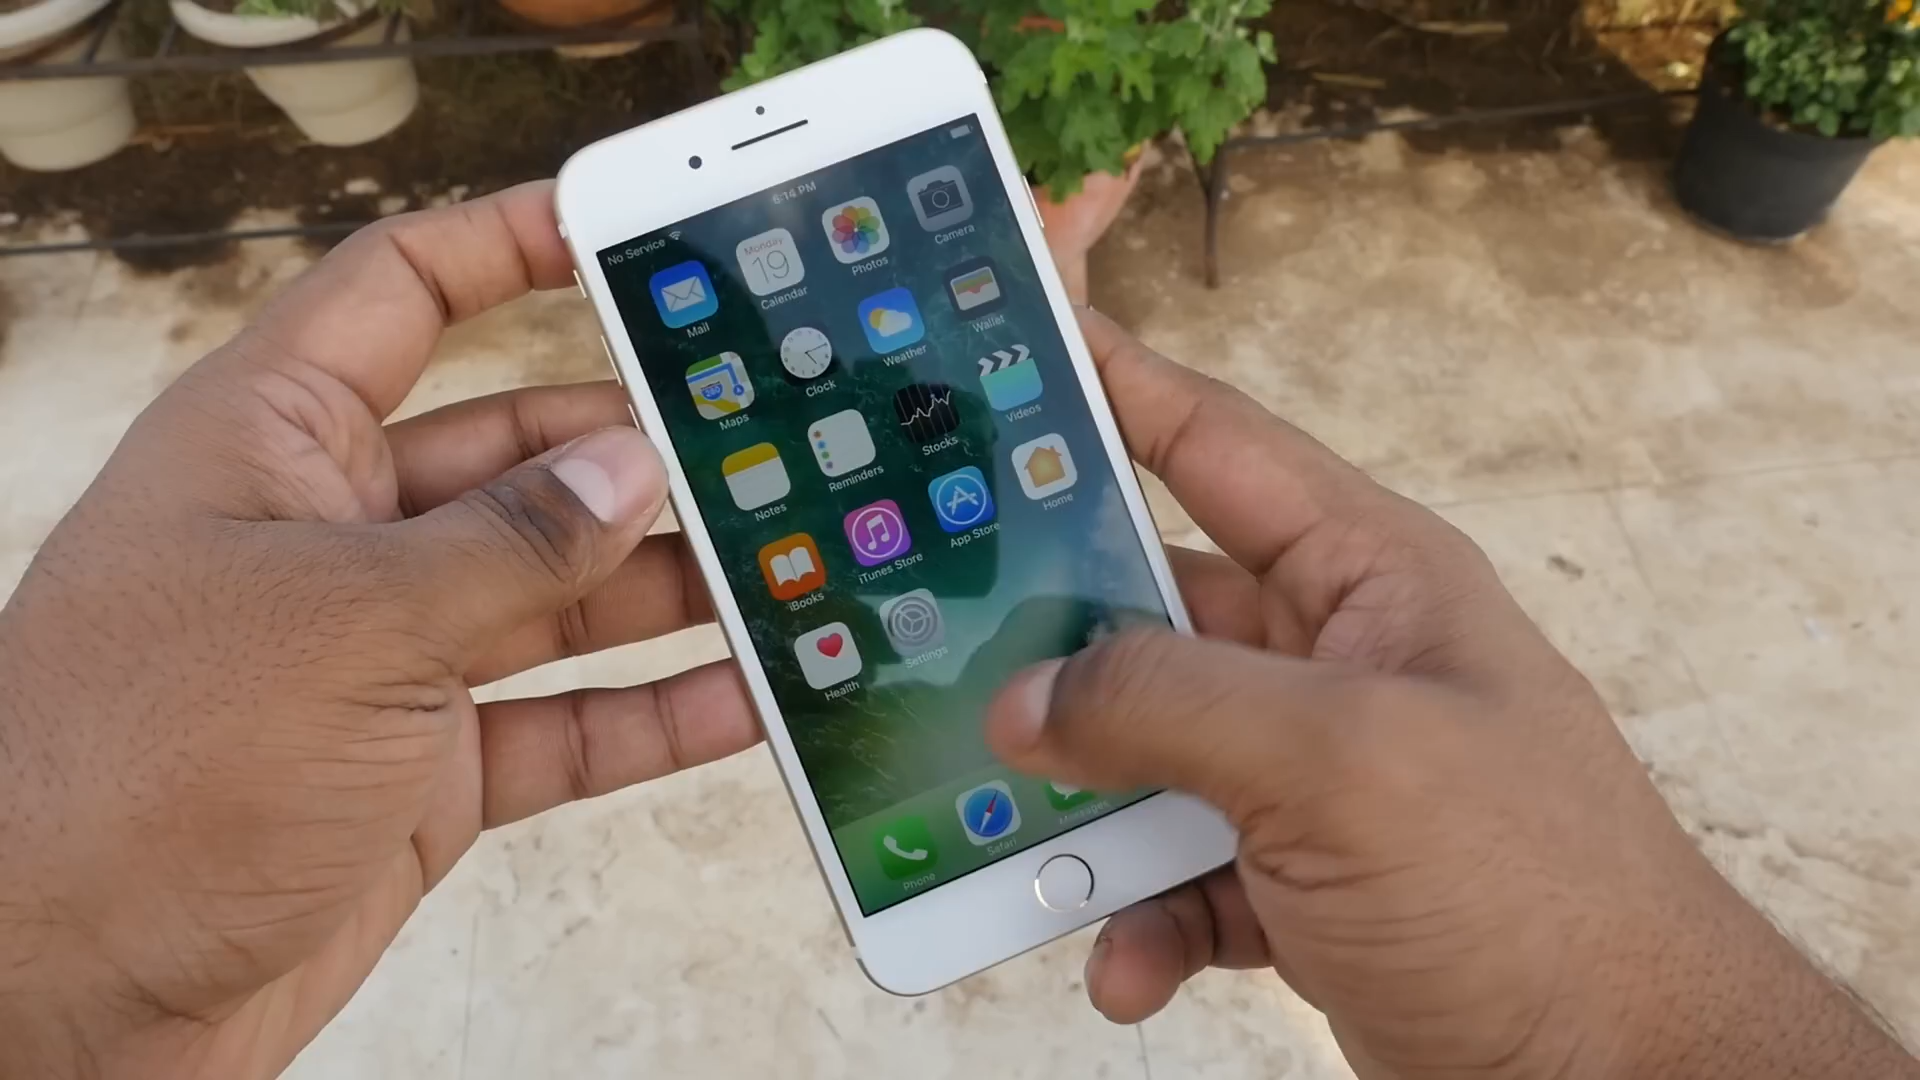 No Service
6:14 PM
Mail
Monday
19
Calendar
Photos
Camera
Maps
Clock
Weather
Wallet
Notes
Reminders
Stocks
Videos
iBooks
iTunes Store
App Store
Home
Health
Settings
Phone
Safari
Messages